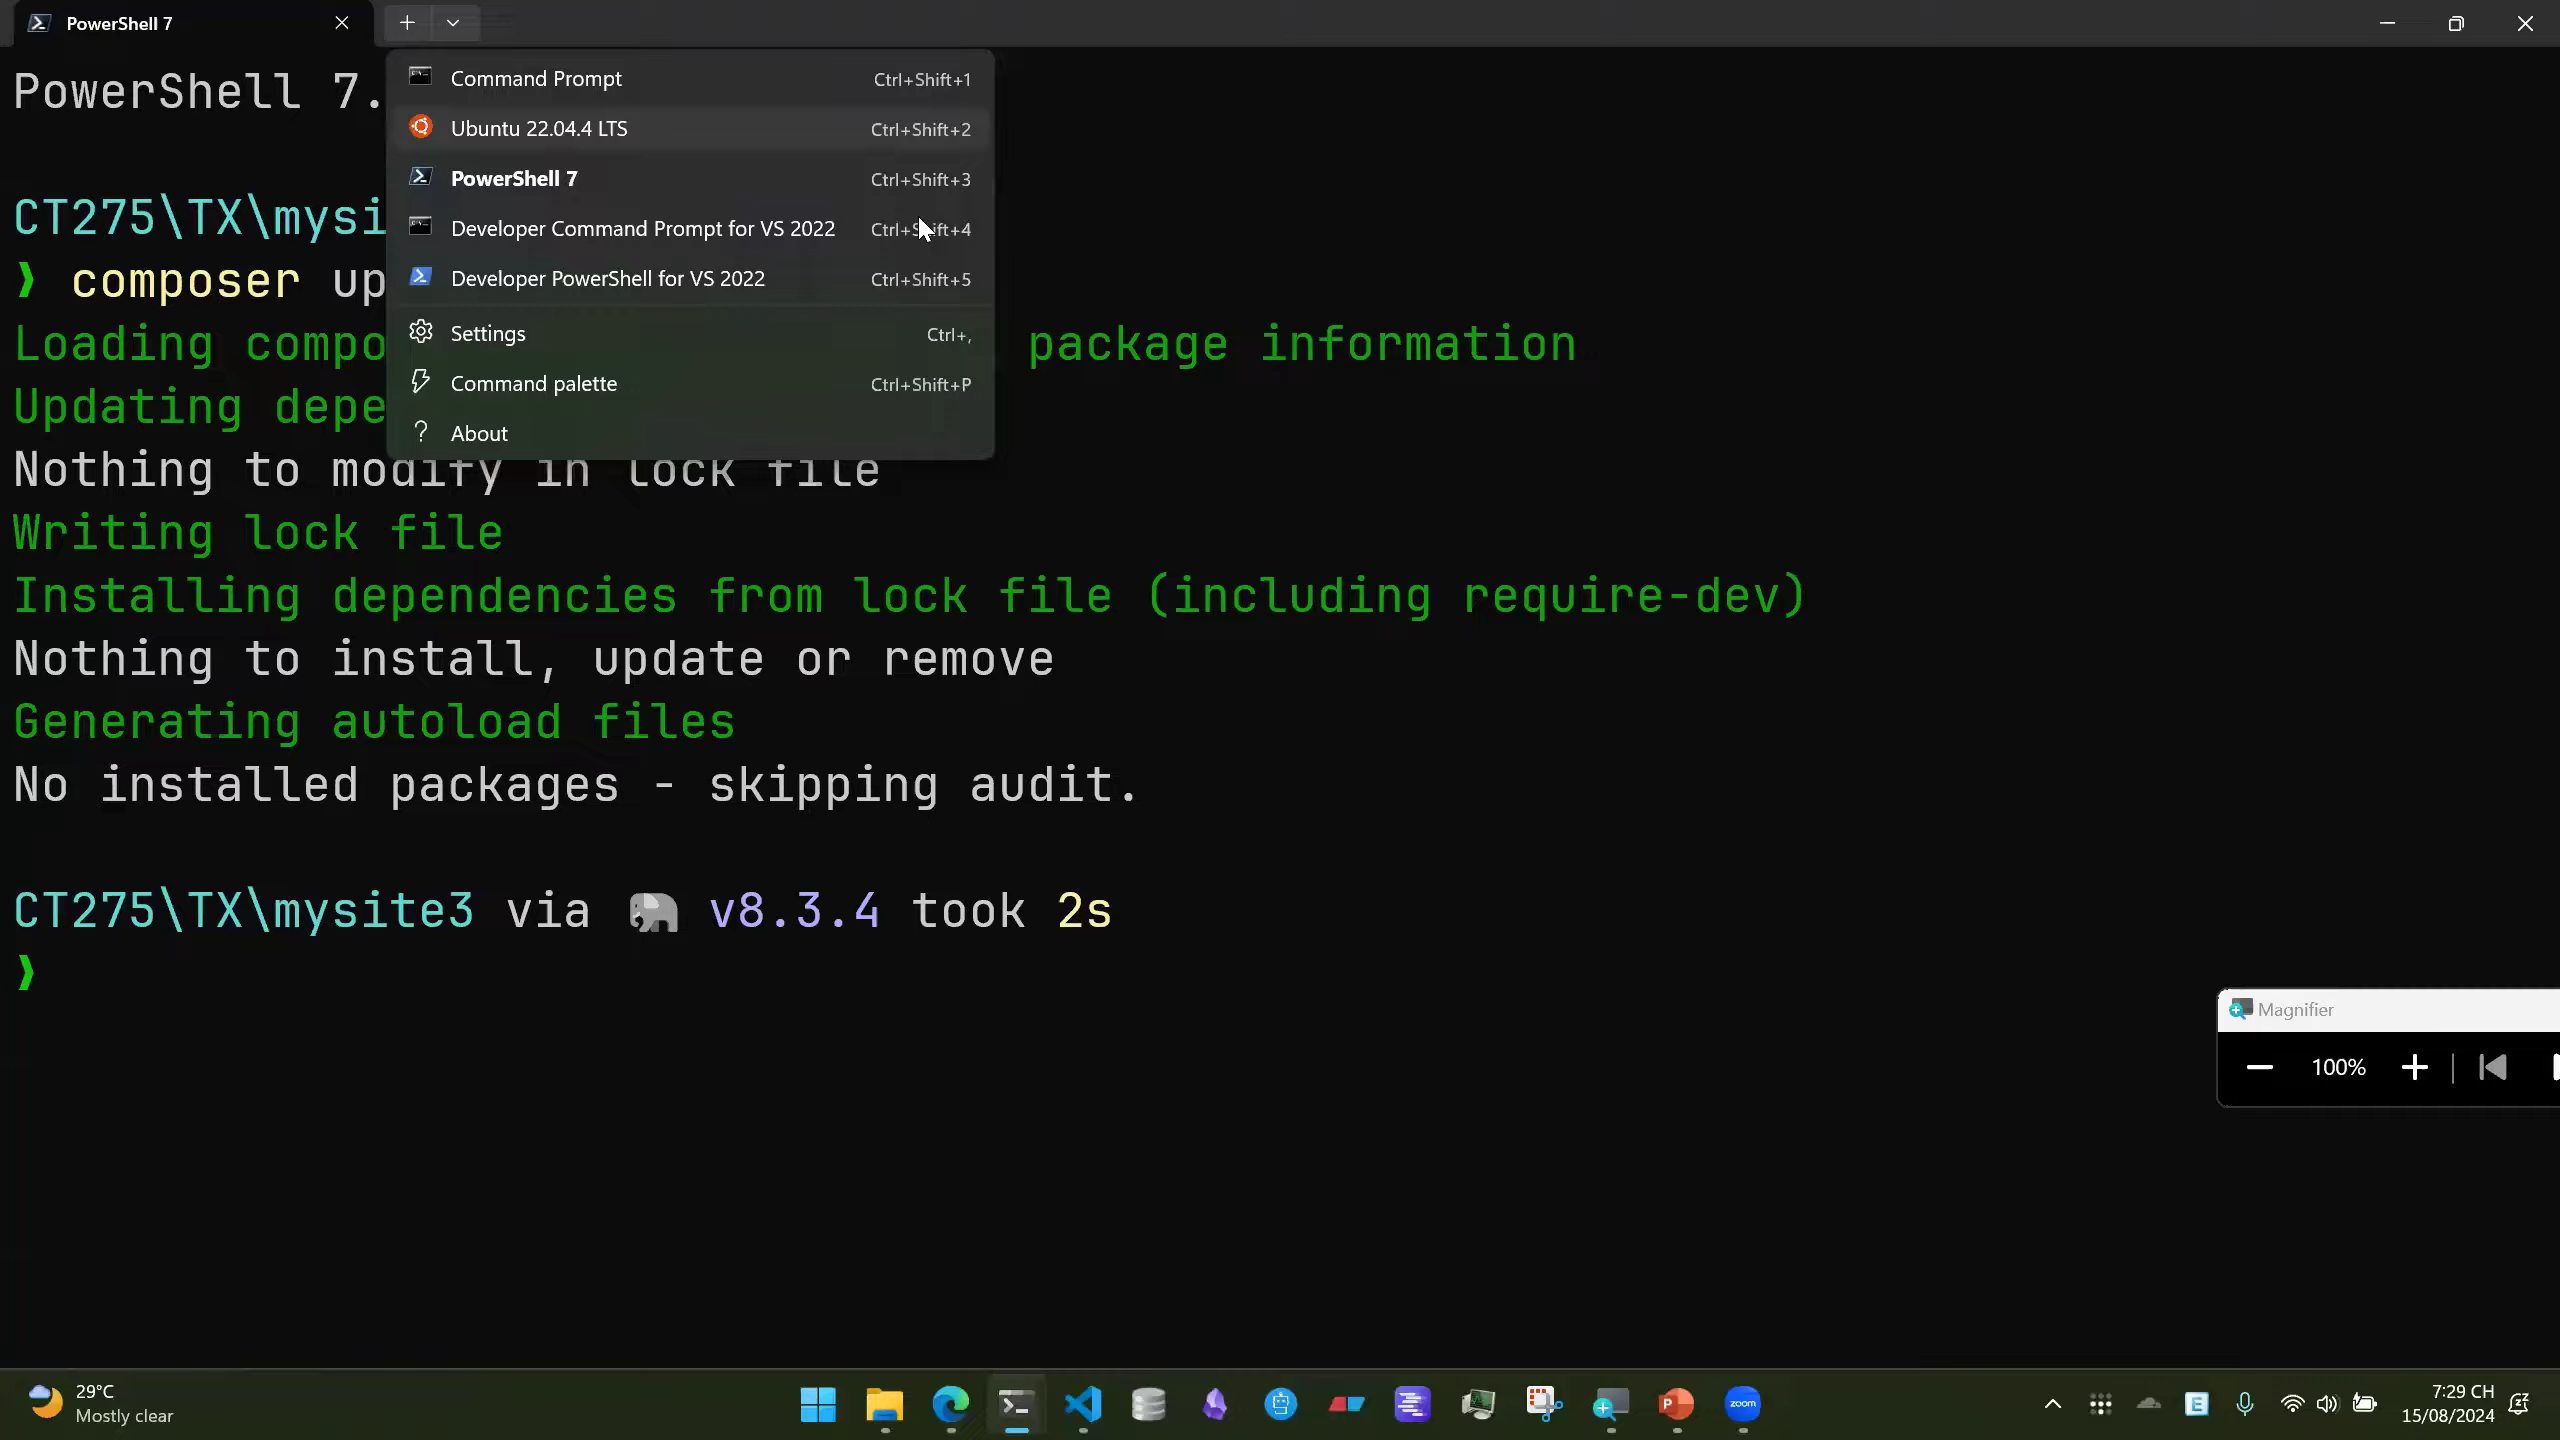 PowerShell 7
PowerShell 7.
Command Prompt Ctrl+Shift+1
Ubuntu 22.04.4 LTS Ctrl+Shift+2
PowerShell 7 Ctrl+Shift+3
Developer Command Prompt for VS 2022 Ctrl+Shift+4
Developer PowerShell for VS 2022 Ctrl+Shift+5
Settings Ctrl+,
Command palette Ctrl+Shift+P
? About
CT275\TX\mysi
❯ composer up
Loading compo package information
Updating depe
Nothing to modify in lock file
Writing lock file
Installing dependencies from lock file (including require-dev)
Nothing to install, update or remove
Generating autoload files
No installed packages - skipping audit.
CT275\TX\mysite3 via 🐘 v8.3.4 took 2s
❯
Magnifier
100%
29°C
Mostly clear
zoom
E
7:29 CH
15/08/2024